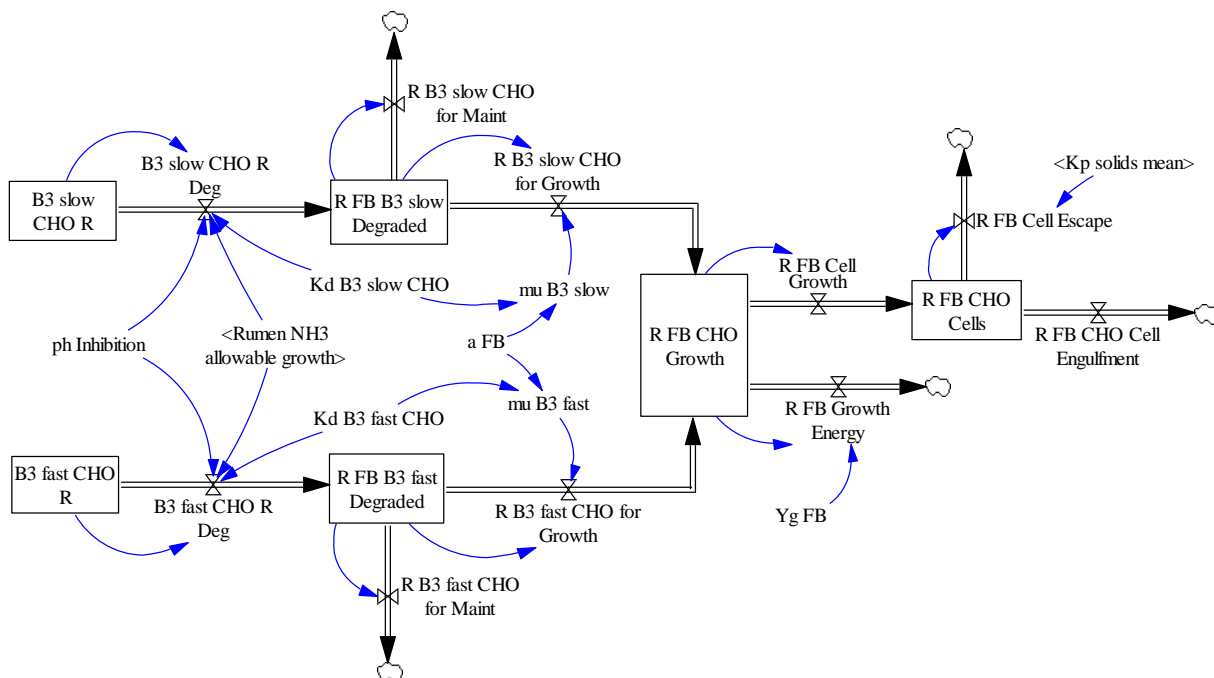 R B3 slow CHO
for Maint
B3 slow CHO R
Deg
R B3 slow CHO
for Growth
<Kp solids mean>
B3 slow
CHO R
R FB B3 slow
Degraded
R FB Cell Escape
Kd B3 slow CHO
mu B3 slow
R FB Cell
Growth
R FB CHO
Cells
R FB CHO Cell
Engulfment
ph Inhibition
<Rumen NH3
allowable growth>
a FB
R FB CHO
Growth
Kd B3 fast CHO
mu B3 fast
R FB Growth
Energy
B3 fast CHO
R
R FB B3 fast
Degraded
B3 fast CHO R
Deg
R B3 fast CHO for
Growth
Yg FB
R B3 fast CHO
for Maint